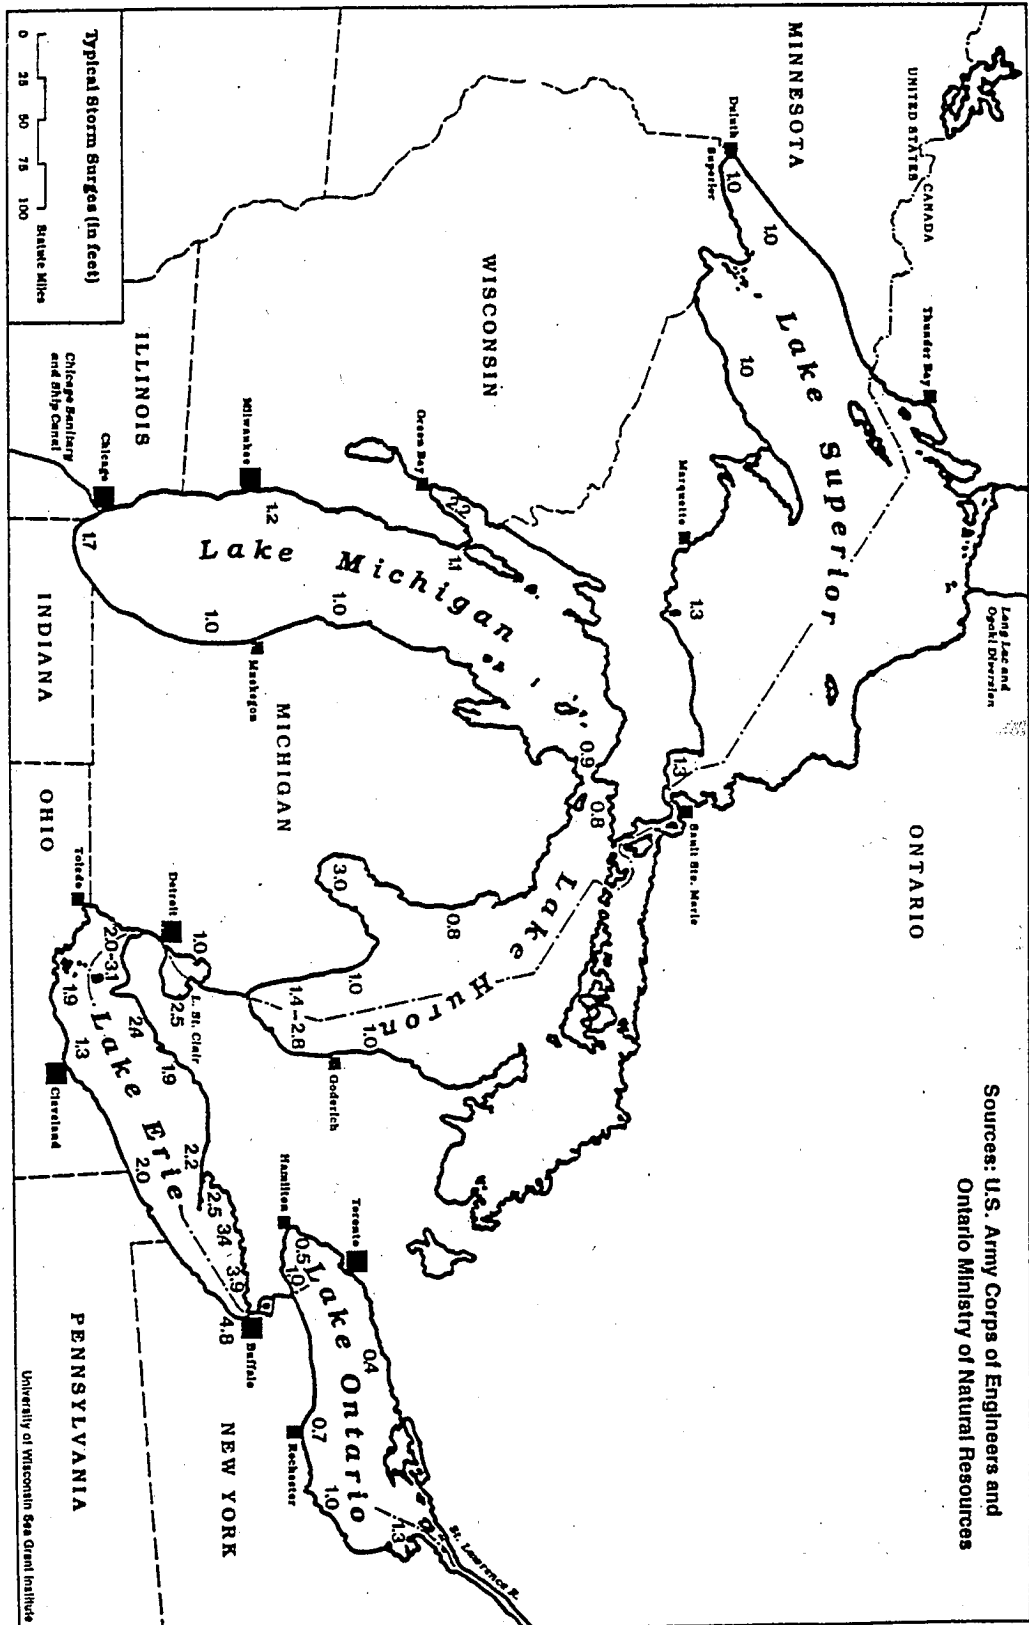 Sources: U.S. Army Corps of Engineers and
Ontario Ministry of Natural Resources
MINNESOTA
UNITED STATES
CANADA
Thunder Bay
Long Lac and
Ogoki Diversion
ONTARIO
Duluth
Superior
1.0
1.0
Lake Superior
1.0
Marquette
1.3
1.3
Sault Ste. Marie
WISCONSIN
Green Bay
2.2
1.1
0.9
0.8
Lake Huron
Milwaukee
1.2
Lake Michigan
1.0
1.0
Muskegon
MICHIGAN
3.0
0.8
1.0
1.4-2.8
1.0
Goderich
Toronto
Hamilton
0.5
1.0
Lake Ontario
0.4
0.7
Rochester
1.0
1.3
St. Lawrence R.
ILLINOIS
Chicago Sanitary
and Ship Canal
Chicago
1.7
INDIANA
OHIO
Toledo
Detroit
1.0
L. St. Clair
2.5
2.0-3.1
1.9
1.3
Cleveland
2.4
1.9
Lake Erie
2.2
2.0
2.5
3.4
3.9
4.8
Buffalo
NEW YORK
PENNSYLVANIA
Typical Storm Surges (in feet)
0 25 50 75 100 Statute Miles
University of Wisconsin Sea Grant Institute